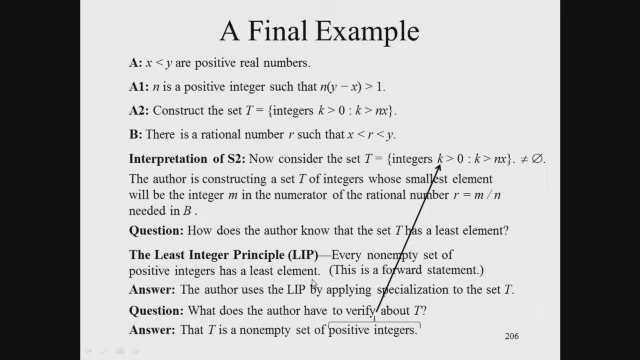 A Final Example
A: x < y are positive real numbers.
A1: n is a positive integer such that n(y − x) > 1.
A2: Construct the set T = {integers k > 0 : k > nx}.
B: There is a rational number r such that x < r < y.
Interpretation of S2: Now consider the set T = {integers k > 0 : k > nx}. ≠ ∅.
The author is constructing a set T of integers whose smallest element
will be the integer m in the numerator of the rational number r = m / n
needed in B .
Question: How does the author know that the set T has a least element?
The Least Integer Principle (LIP)—Every nonempty set of
positive integers has a least element. (This is a forward statement.)
Answer: The author uses the LIP by applying specialization to the set T.
Question: What does the author have to verify about T?
Answer: That T is a nonempty set of positive integers.
206